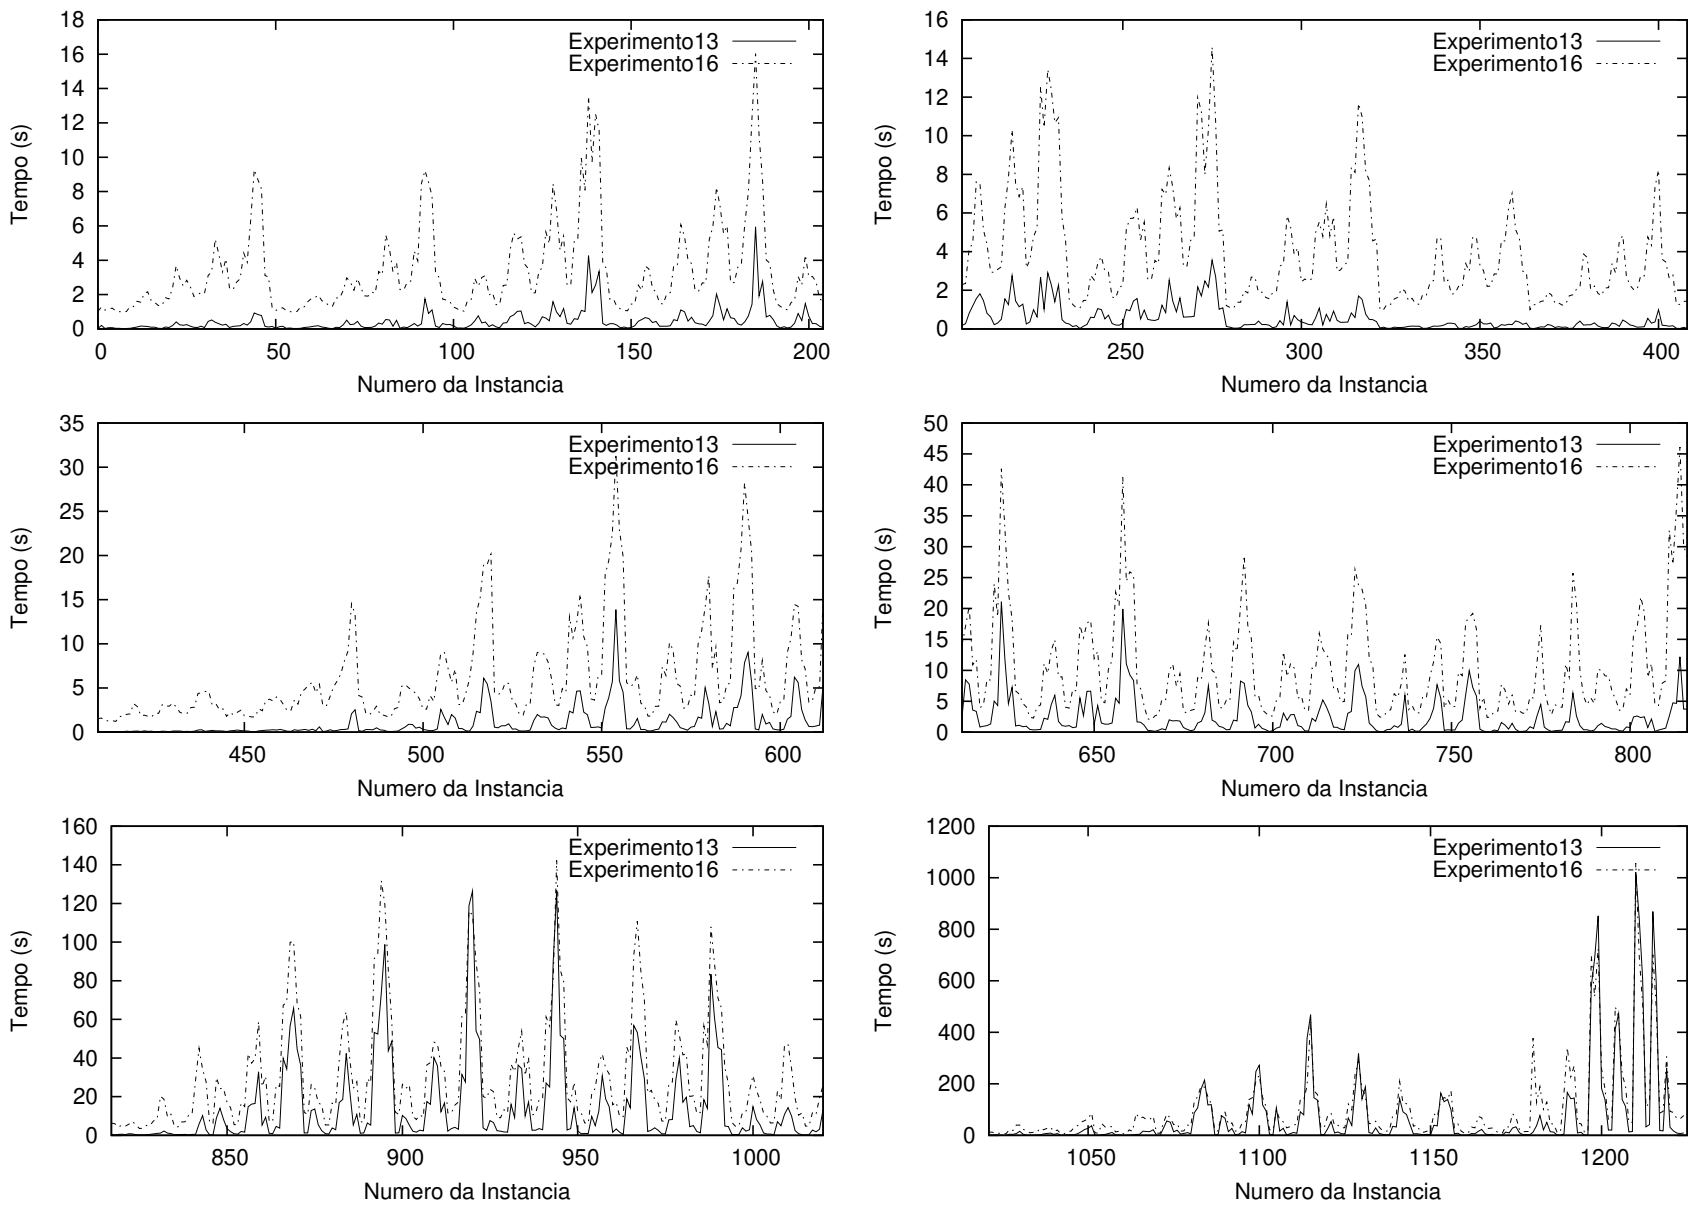 18
16
14
12
10
8
6
4
2
0
0 50 100 150 200
Tempo (s)
Numero da Instancia
Experimento13
Experimento16
16
14
12
10
8
6
4
2
0
250 300 350 400
Tempo (s)
Numero da Instancia
Experimento13
Experimento16
35
30
25
20
15
10
5
0
450 500 550 600
Tempo (s)
Numero da Instancia
Experimento13
Experimento16
50
45
40
35
30
25
20
15
10
5
0
650 700 750 800
Tempo (s)
Numero da Instancia
Experimento13
Experimento16
160
140
120
100
80
60
40
20
0
850 900 950 1000
Tempo (s)
Numero da Instancia
Experimento13
Experimento16
1200
1000
800
600
400
200
0
1050 1100 1150 1200
Tempo (s)
Numero da Instancia
Experimento13
Experimento16